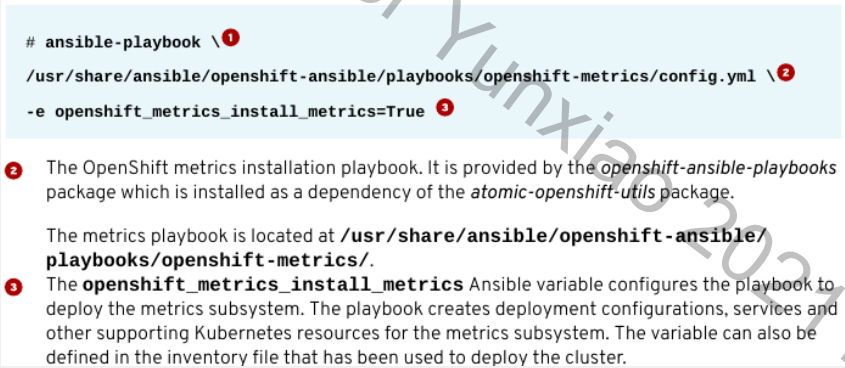 # ansible-playbook \1
/usr/share/ansible/openshift-ansible/playbooks/openshift-metrics/config.yml \2
-e openshift_metrics_install_metrics=True 3
2 The OpenShift metrics installation playbook. It is provided by the openshift-ansible-playbooks
package which is installed as a dependency of the atomic-openshift-utils package.
The metrics playbook is located at /usr/share/ansible/openshift-ansible/
playbooks/openshift-metrics/.
3 The openshift_metrics_install_metrics Ansible variable configures the playbook to
deploy the metrics subsystem. The playbook creates deployment configurations, services and
other supporting Kubernetes resources for the metrics subsystem. The variable can also be
defined in the inventory file that has been used to deploy the cluster.
Yunxiao 2021